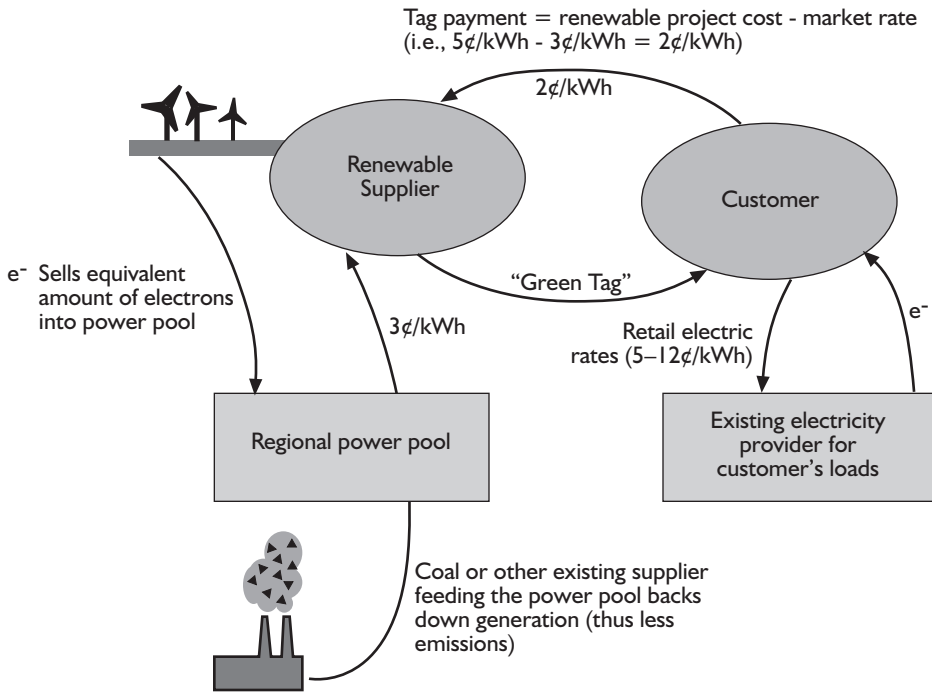 Tag payment = renewable project cost - market rate
(i.e., 5¢/kWh - 3¢/kWh = 2¢/kWh)
2¢/kWh
Renewable
Supplier
Customer
e- Sells equivalent
amount of electrons
into power pool
“Green Tag”
3¢/kWh
Retail electric
rates (5–12¢/kWh)
e-
Regional power pool
Existing electricity
provider for
customer’s loads
Coal or other existing supplier
feeding the power pool backs
down generation (thus less
emissions)